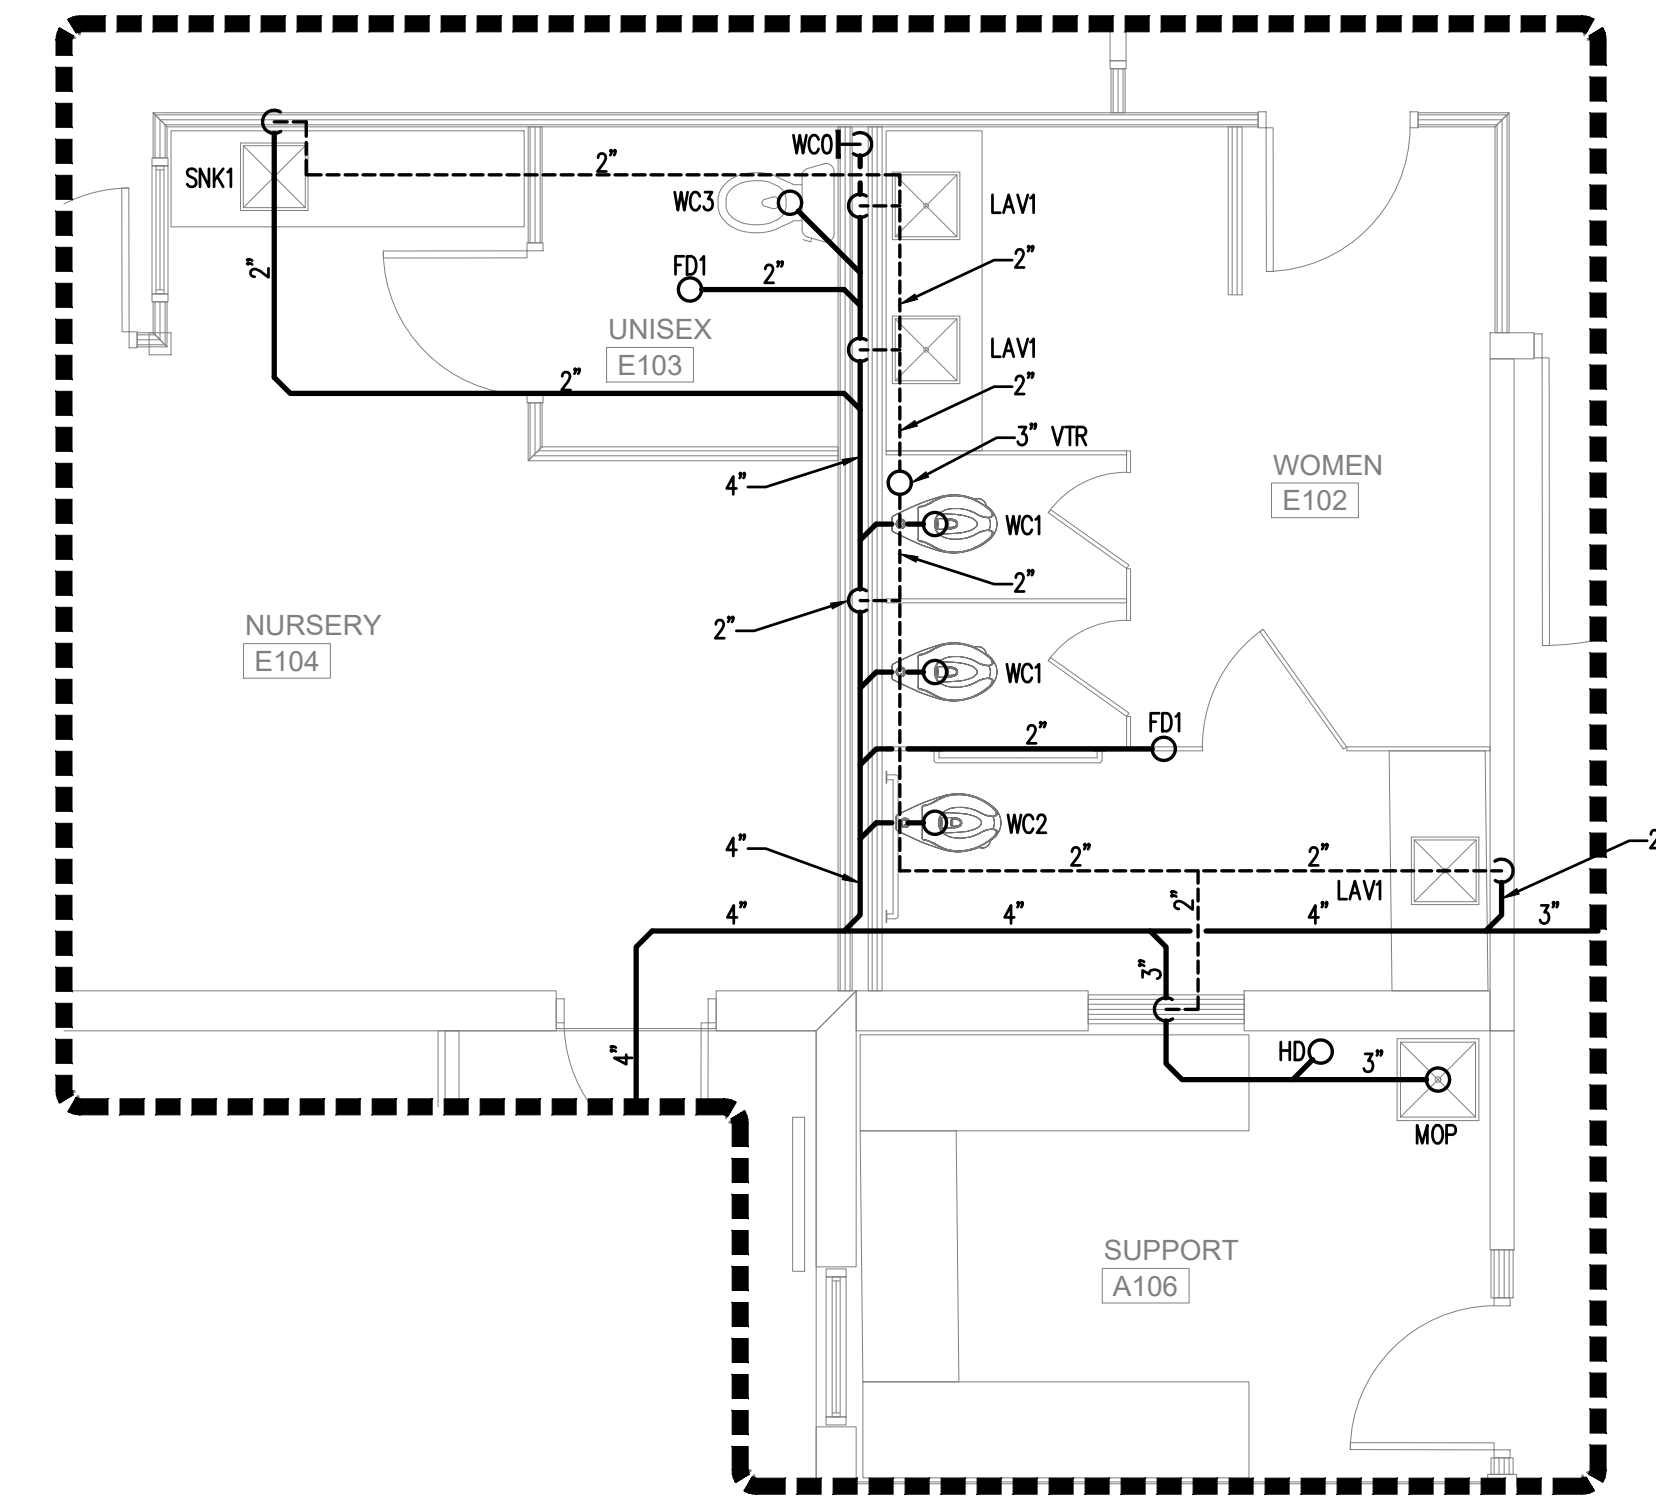 WCO
2"
SNK1
WC3
LAV1
2"
FD1
2"
2"
UNISEX
E103
LAV1
2"
2"
3" VTR
4"
WOMEN
E102
WC1
2"
2"
NURSERY
E104
WC1
FD1
2"
WC2
4"
2"
2"
2
LAV1
2"
4"
4"
4"
3"
3"
4"
HD
3"
MOP
SUPPORT
A106